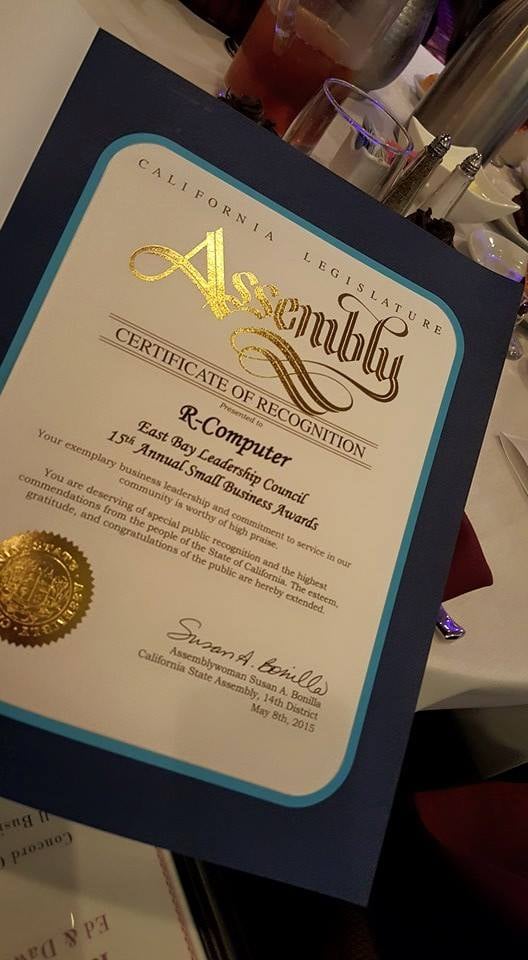 CALIFORNIA LEGISLATURE
Assembly
CERTIFICATE OF RECOGNITION
Presented to
R-Computer
East Bay Leadership Council
15th Annual Small Business Awards
Your exemplary business leadership and commitment to service in our
community is worthy of high praise.
You are deserving of special public recognition and the highest
commendations from the people of the State of California. The esteem,
gratitude, and congratulations of the public are hereby extended.
Susan A. Bonilla
Assemblywoman Susan A. Bonilla
California State Assembly, 14th District
May 8th, 2015
Concord
Ed &